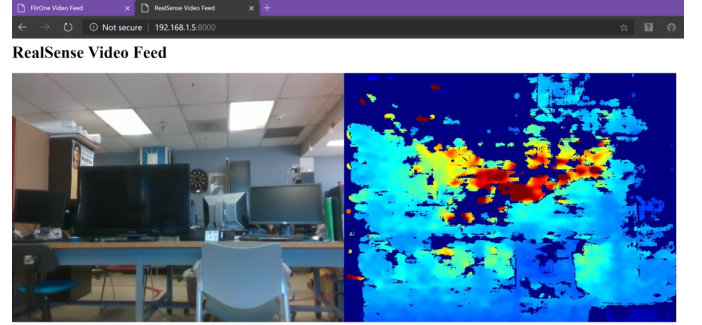 FlirOne Video Feed
RealSense Video Feed
Not secure | 192.168.1.5:8000
RealSense Video Feed